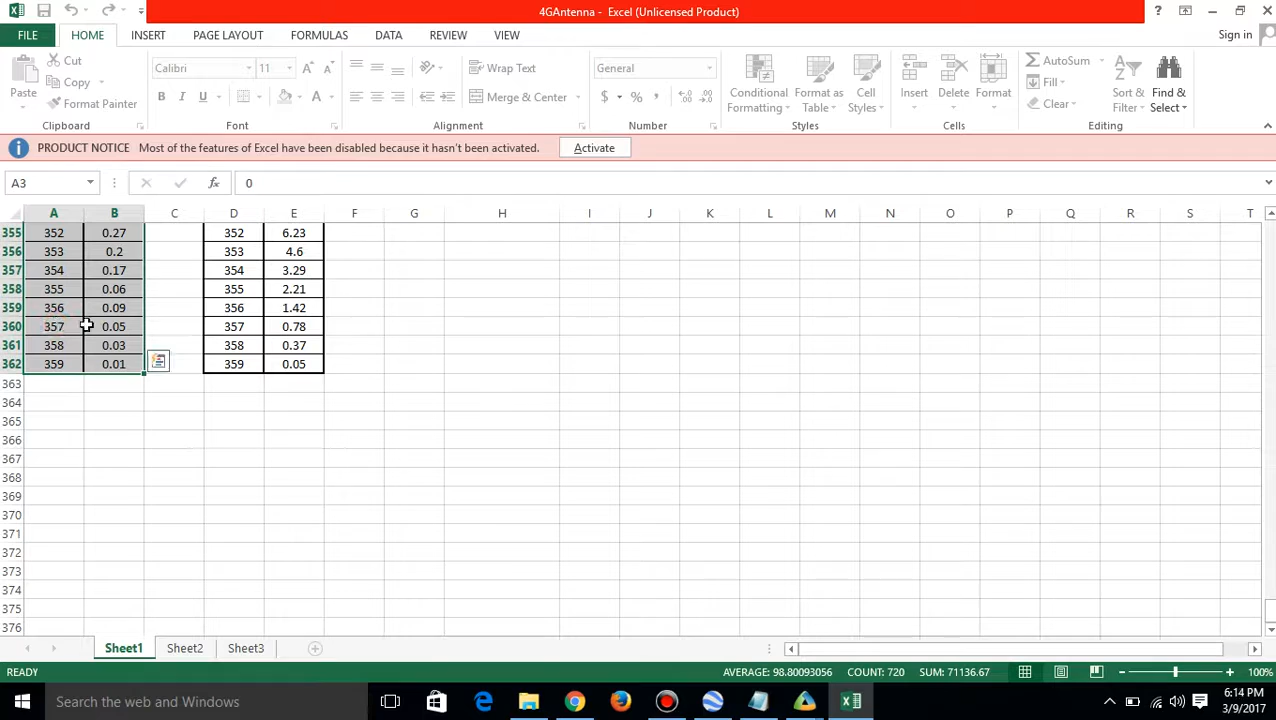 4GAntenna - Excel (Unlicensed Product)
FILE HOME INSERT PAGE LAYOUT FORMULAS DATA REVIEW VIEW Sign in
Paste Cut Copy Format Painter Clipboard
Calibri 11 B I U A Font
Wrap Text Merge & Center Alignment
General $ % , Number
Conditional Formatting Format as Table Cell Styles Styles
Insert Delete Format Cells
AutoSum Fill Clear Sort & Filter Find & Select Editing
PRODUCT NOTICE Most of the features of Excel have been disabled because it hasn't been activated. Activate
A3 fx 0
A B C D E F G H I J K L M N O P Q R S T
355 352 0.27 352 6.23
356 353 0.2 353 4.6
357 354 0.17 354 3.29
358 355 0.06 355 2.21
359 356 0.09 356 1.42
360 357 0.05 357 0.78
361 358 0.03 358 0.37
362 359 0.01 359 0.05
363
364
365
366
367
368
369
370
371
372
373
374
375
376
Sheet1 Sheet2 Sheet3
READY AVERAGE: 98.80093056 COUNT: 720 SUM: 71136.67 100%
Search the web and Windows 6:14 PM
3/9/2017